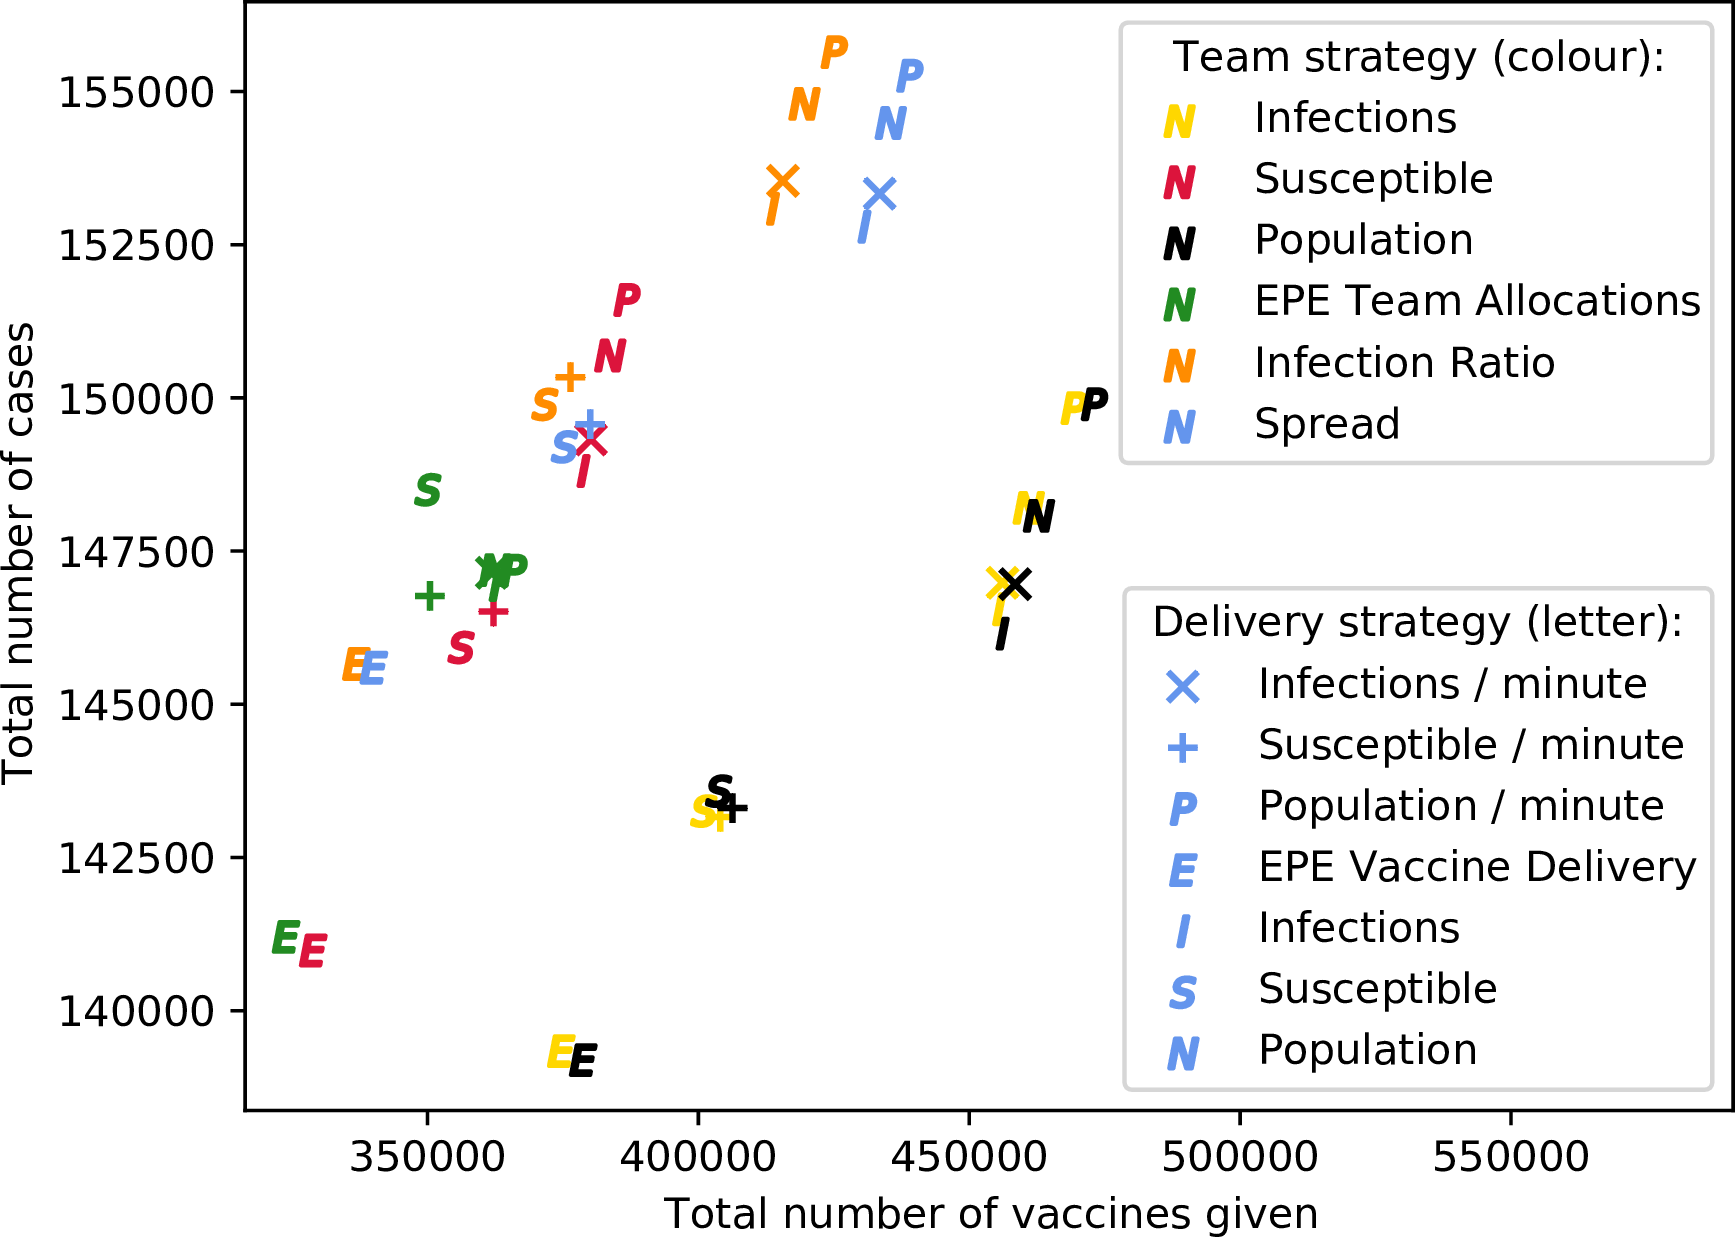 Total number of cases
155000
152500
150000
147500
145000
142500
140000
P
P
N
N
I
I
P
N
S
S
I
P P
S
N N
N P
I
I
I
S
E E
S
S
E E
E E
Team strategy (colour):
N Infections
N Susceptible
N Population
N EPE Team Allocations
N Infection Ratio
N Spread
Delivery strategy (letter):
Infections / minute
Susceptible / minute
P Population / minute
E EPE Vaccine Delivery
I Infections
S Susceptible
N Population
350000 400000 450000 500000 550000
Total number of vaccines given